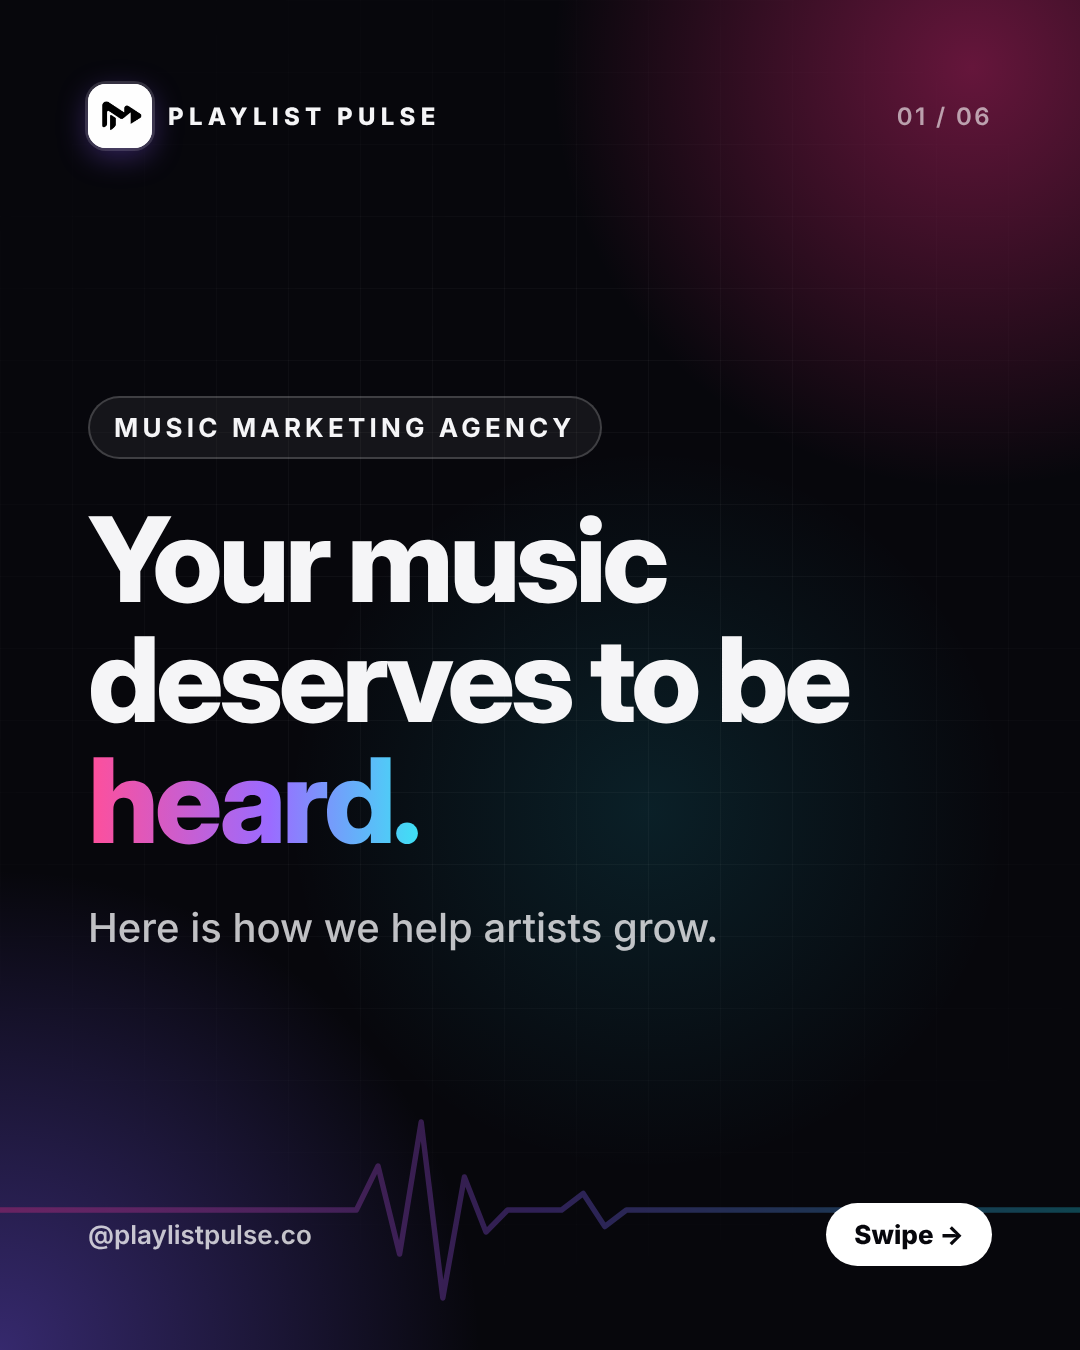 PLAYLIST PULSE
01 / 06
MUSIC MARKETING AGENCY
Your music
deserves to be
heard.
Here is how we help artists grow.
@playlistpulse.co
Swipe →